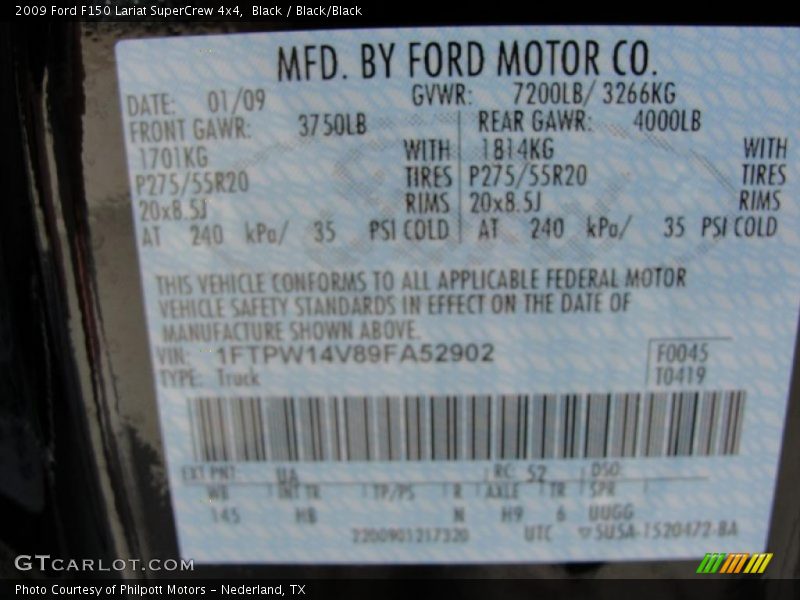 2009 Ford F150 Lariat SuperCrew 4x4, Black / Black/Black
MFD. BY FORD MOTOR CO.
DATE: 01/09 GVWR: 7200LB/ 3266KG
FRONT GAWR: 3750LB REAR GAWR: 4000LB
1701KG WITH 1814KG WITH
P275/55R20 TIRES P275/55R20 TIRES
20x8.5J RIMS 20x8.5J RIMS
AT 240 kPa/ 35 PSI COLD AT 240 kPa/ 35 PSI COLD
THIS VEHICLE CONFORMS TO ALL APPLICABLE FEDERAL MOTOR
VEHICLE SAFETY STANDARDS IN EFFECT ON THE DATE OF
MANUFACTURE SHOWN ABOVE.
VIN: 1FTPW14V89FA52902 F0045
TYPE: Truck T0419
EXT PNT: UA RC: 52 DSO:
WB INT TR TP/PS R AXLE TR SPR
145 HB N H9 6 UUGG
2200901217320 UTC ▽5U5A-1520472-BA
GTCARLOT.COM
Photo Courtesy of Philpott Motors - Nederland, TX